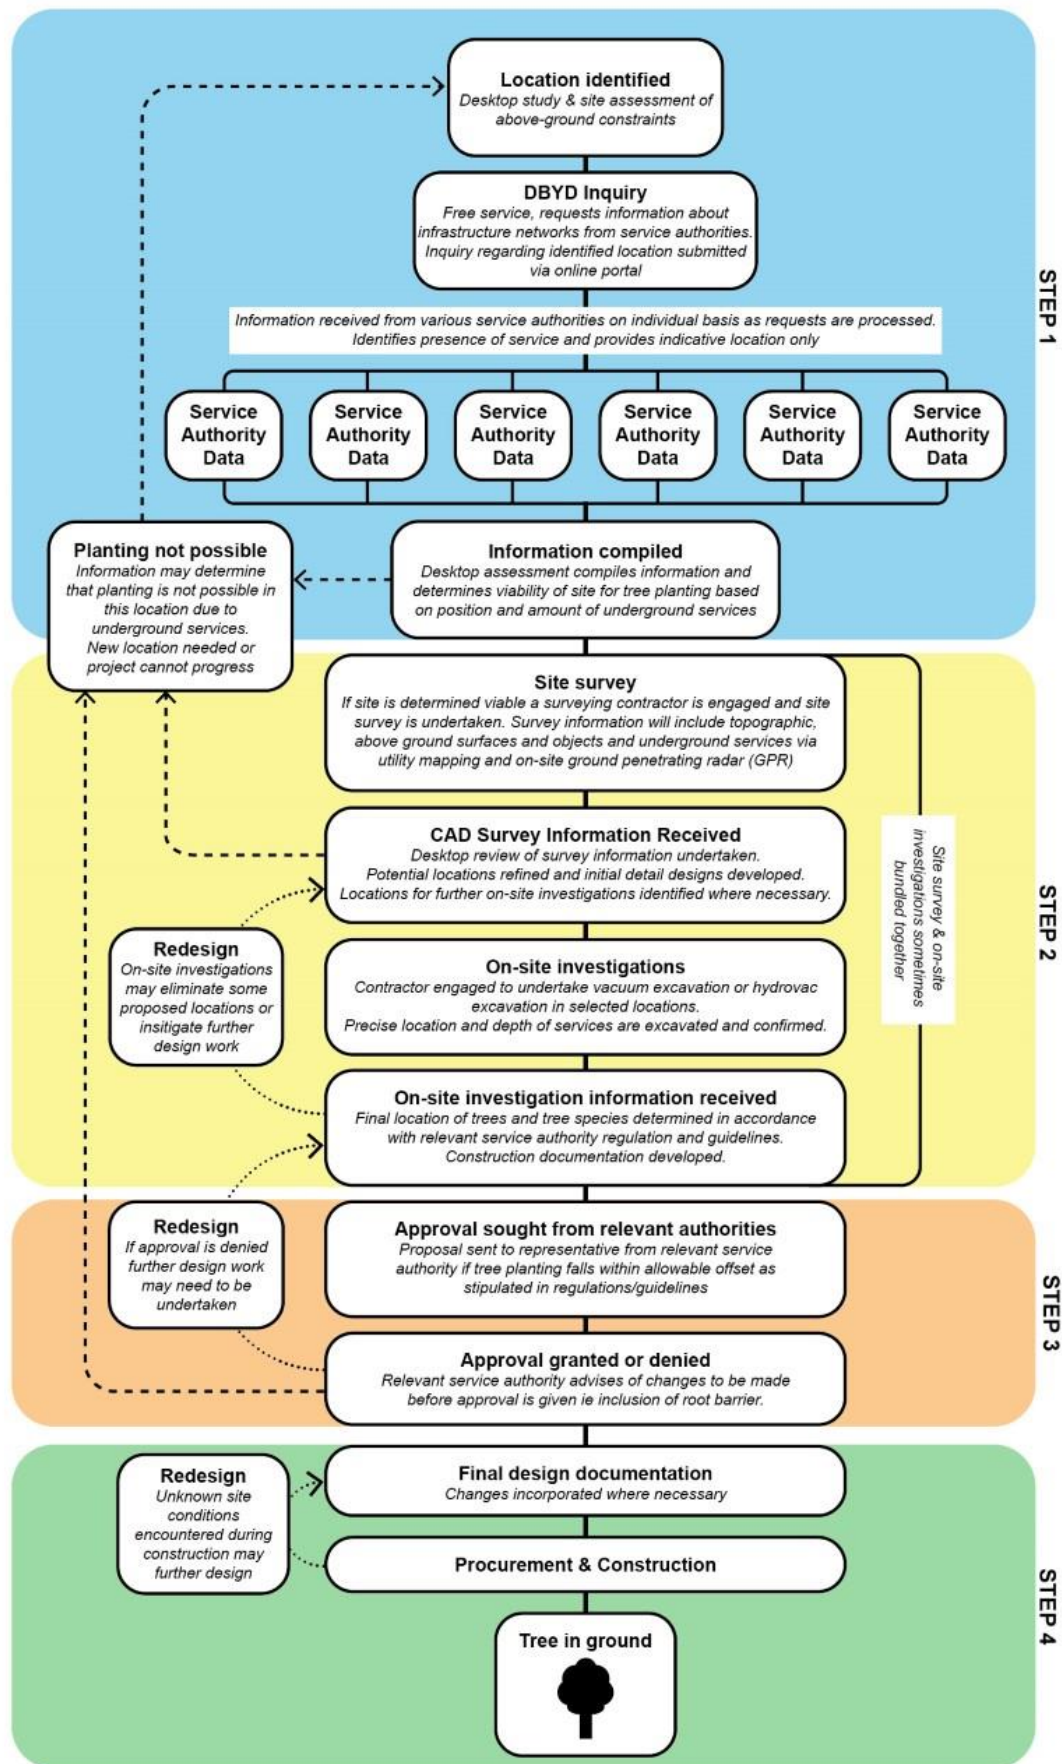 Location identified
Desktop study & site assessment of
above-ground constraints
DBYD Inquiry
Free service, requests information about
infrastructure networks from service authorities.
Inquiry regarding identified location submitted
via online portal
STEP 1
Information received from various service authorities on individual basis as requests are processed.
Identifies presence of service and provides indicative location only
Service
Authority
Data
Service
Authority
Data
Service
Authority
Data
Service
Authority
Data
Service
Authority
Data
Service
Authority
Data
Planting not possible
Information may determine
that planting is not possible in
this location due to
underground services.
New location needed or
project cannot progress
Information compiled
Desktop assessment compiles information and
determines viability of site for tree planting based
on position and amount of underground services
Site survey
If site is determined viable a surveying contractor is engaged and site
survey is undertaken. Survey information will include topographic,
above ground surfaces and objects and underground services via
utility mapping and on-site ground penetrating radar (GPR)
CAD Survey Information Received
Desktop review of survey information undertaken.
Potential locations refined and initial detail designs developed.
Locations for further on-site investigations identified where necessary.
Site survey & on-site
investigations sometimes
bundled together
STEP 2
Redesign
On-site investigations
may eliminate some
proposed locations or
insitigate further
design work
On-site investigations
Contractor engaged to undertake vacuum excavation or hydrovac
excavation in selected locations.
Precise location and depth of services are excavated and confirmed.
On-site investigation information received
Final location of trees and tree species determined in accordance
with relevant service authority regulation and guidelines.
Construction documentation developed.
Redesign
If approval is denied
further design work
may need to be
undertaken
Approval sought from relevant authorities
Proposal sent to representative from relevant service
authority if tree planting falls within allowable offset as
stipulated in regulations/guidelines
STEP 3
Approval granted or denied
Relevant service authority advises of changes to be made
before approval is given ie inclusion of root barrier.
Redesign
Unknown site
conditions
encountered during
construction may
further design
Final design documentation
Changes incorporated where necessary
Procurement & Construction
STEP 4
Tree in ground